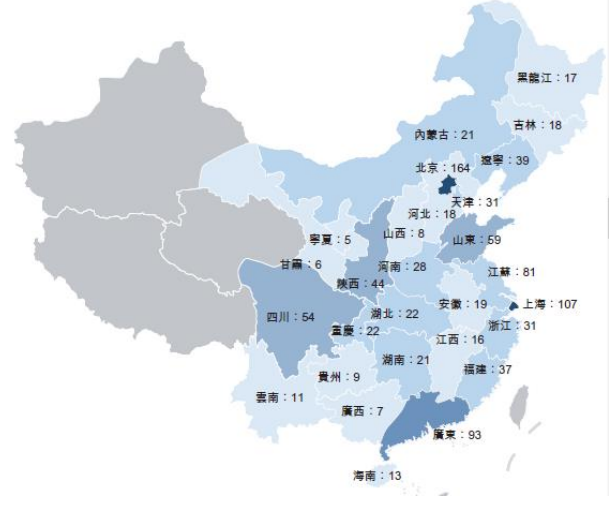 黑龍江：17
吉林：18
內蒙古：21
遼寧：39
北京：164
天津：31
河北：18
山西：8
山東：59
寧夏：5
甘肅：6
陝西：44
河南：28
江蘇：81
安徽：19
上海：107
四川：54
湖北：22
重慶：22
浙江：31
江西：16
湖南：21
福建：37
貴州：9
雲南：11
廣西：7
廣東：93
海南：13